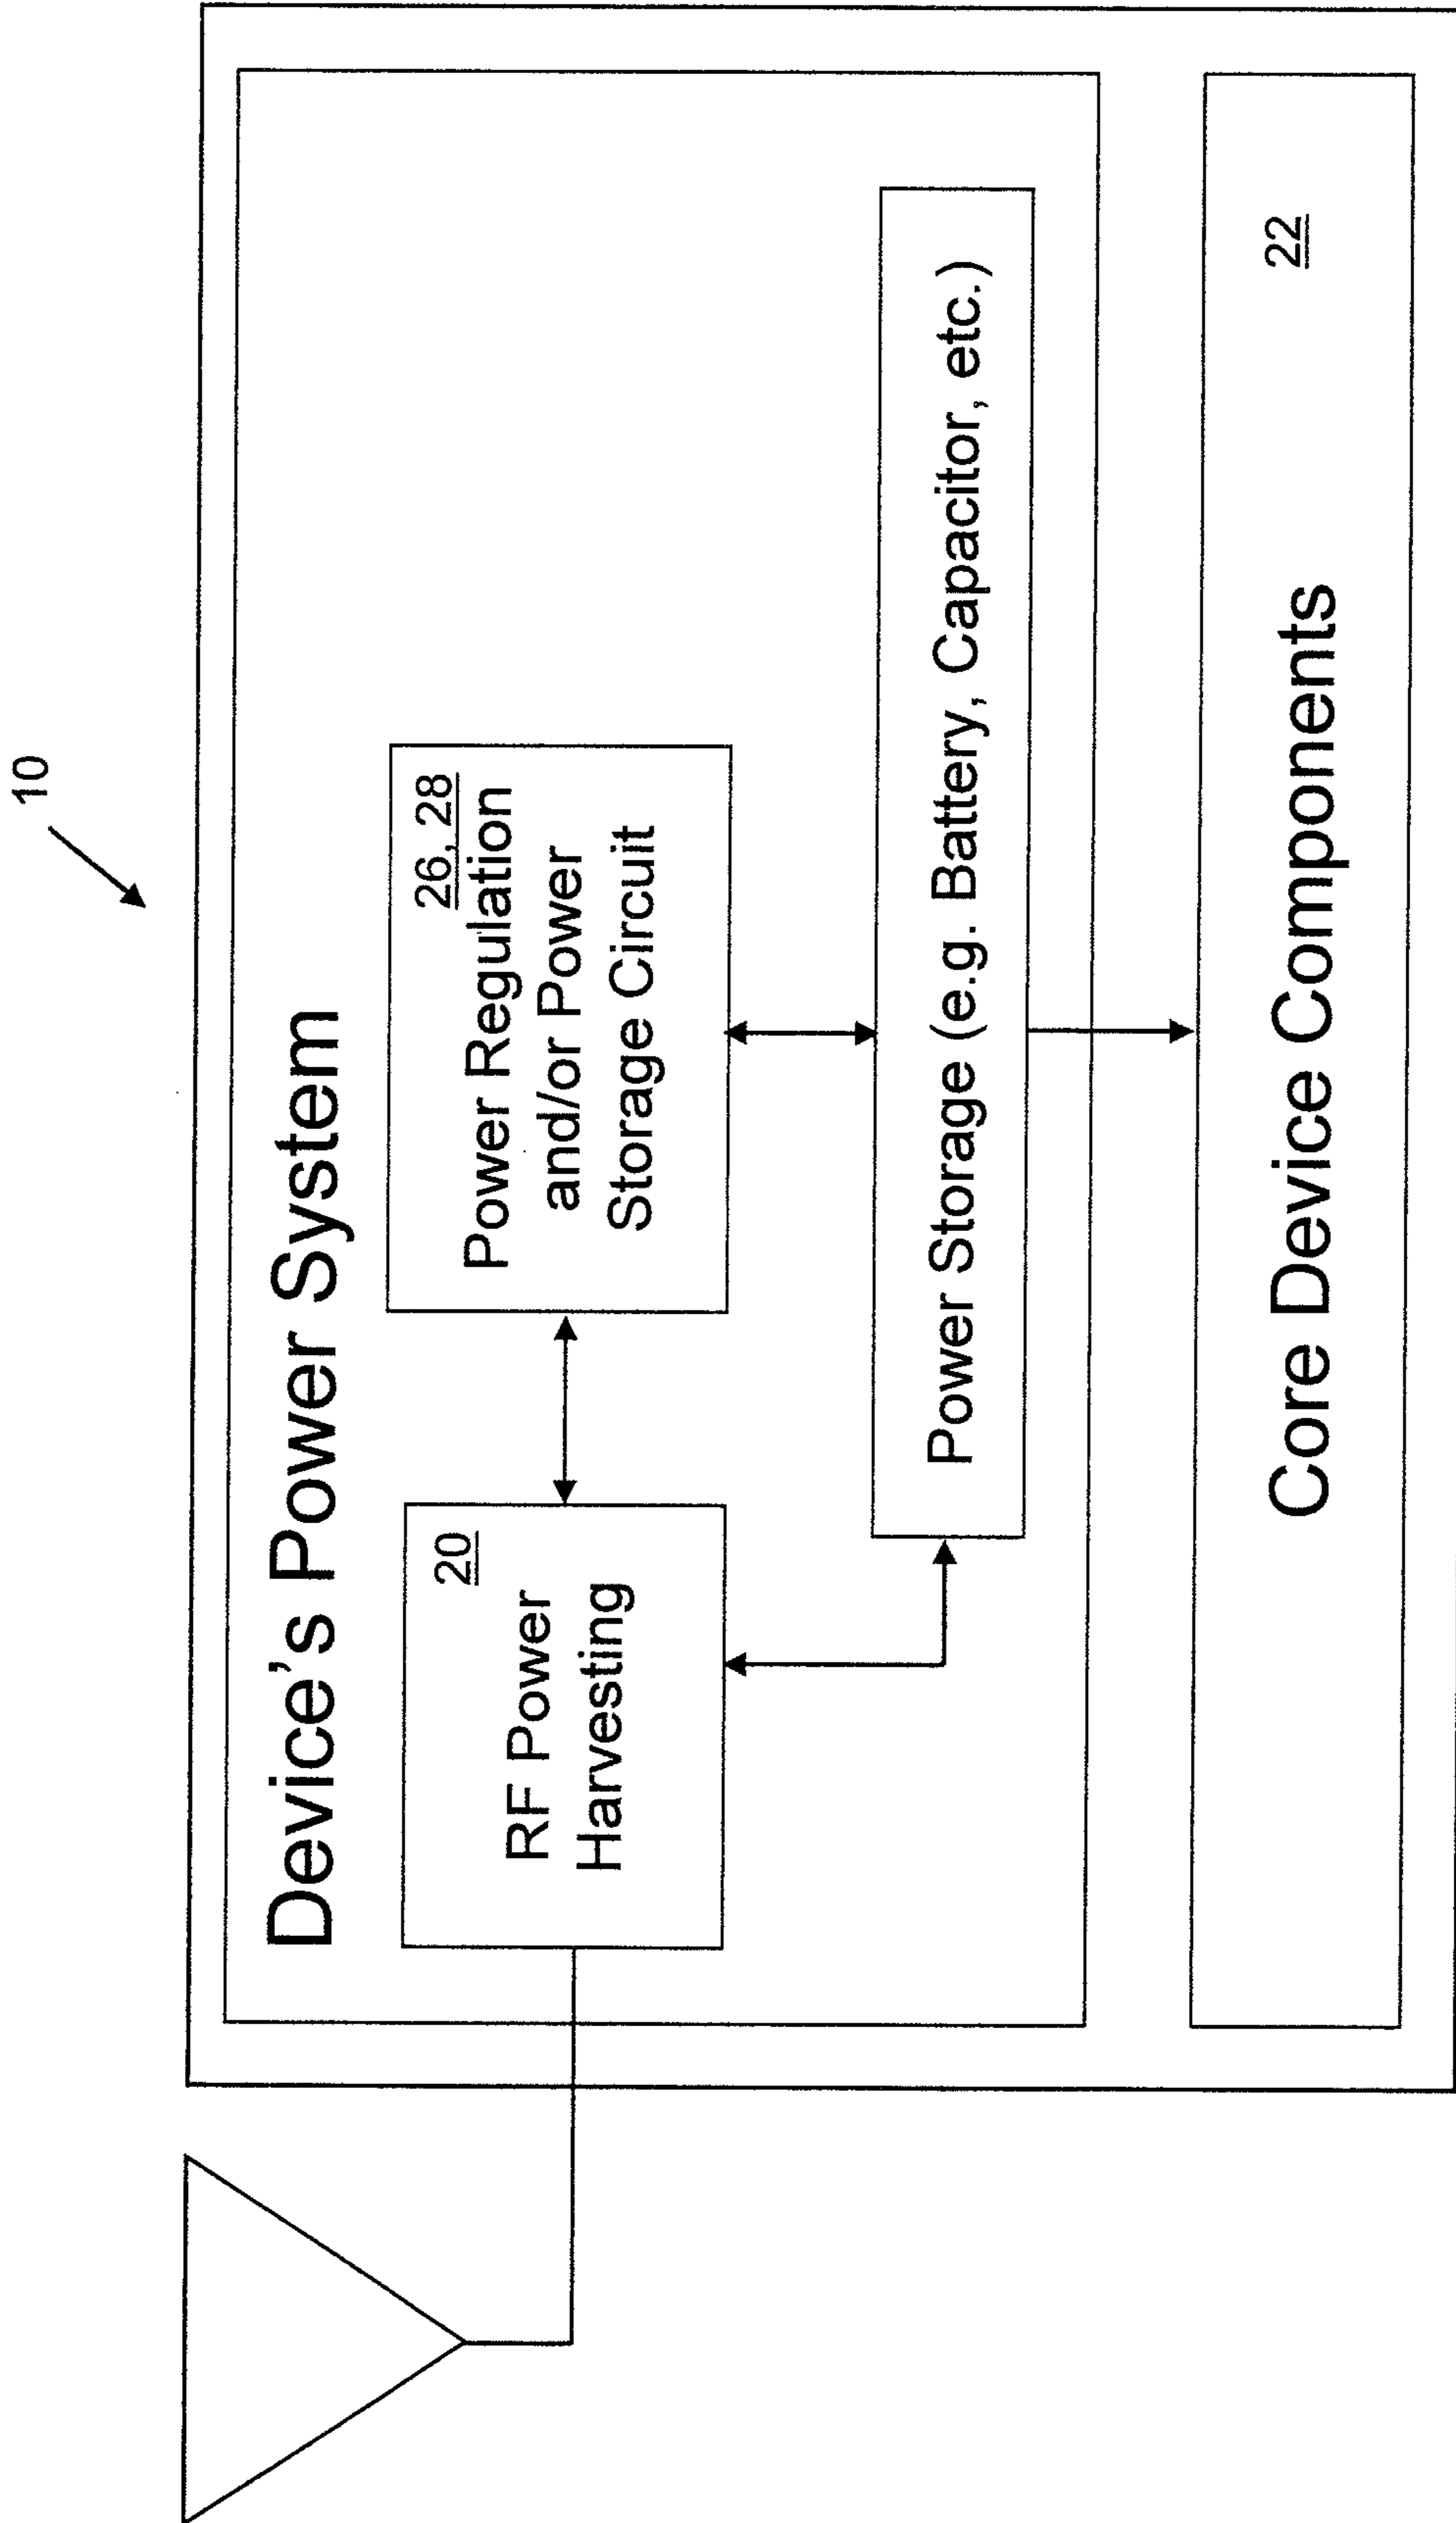 10
Device's Power System
20
RF Power
Harvesting
26, 28
Power Regulation
and/or Power
Storage Circuit
Power Storage (e.g. Battery, Capacitor, etc.)
22
Core Device Components